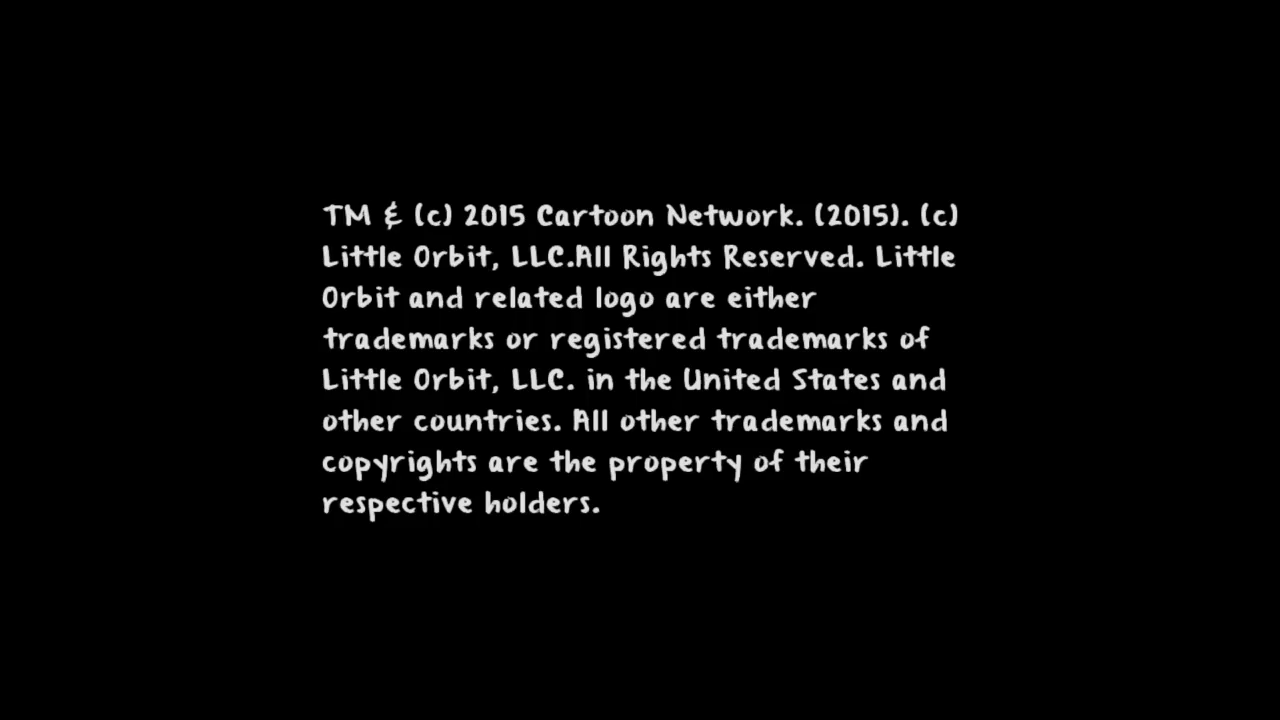 TM & (c) 2015 Cartoon Network. (2015). (c)
Little Orbit, LLC.All Rights Reserved. Little
Orbit and related logo are either
trademarks or registered trademarks of
Little Orbit, LLC. in the United States and
other countries. All other trademarks and
copyrights are the property of their
respective holders.